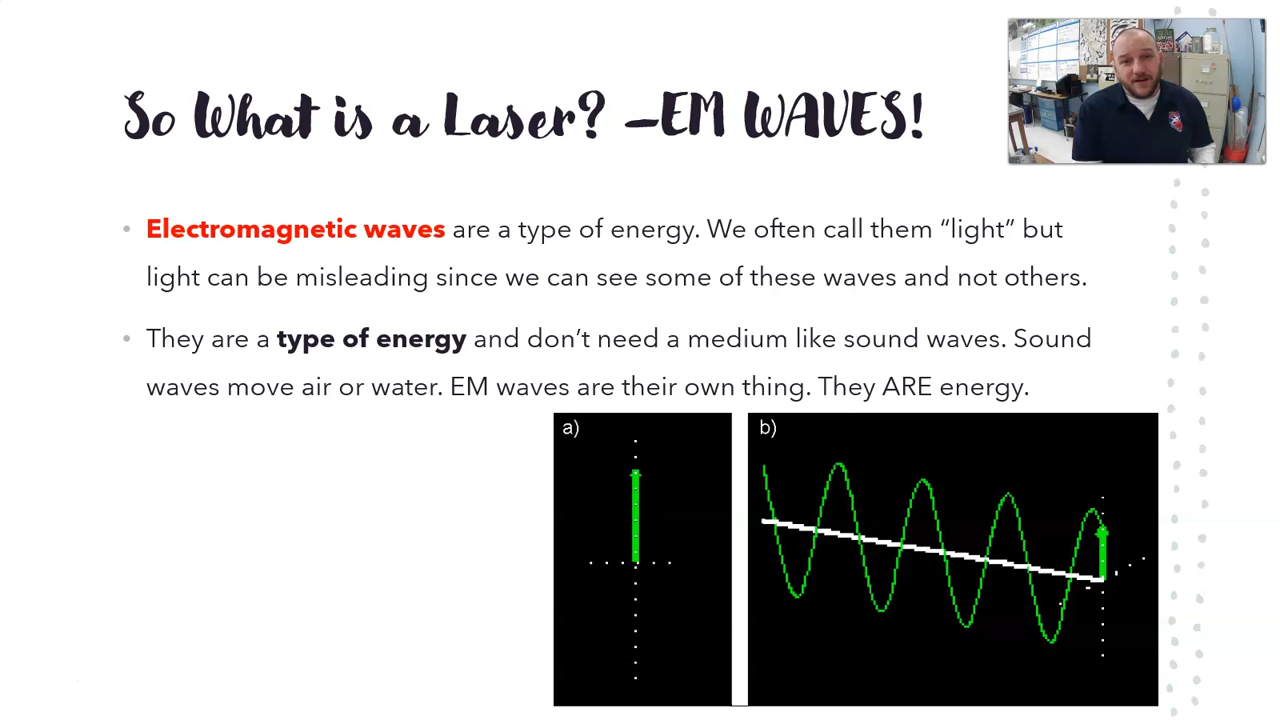 So What is a Laser? –EM WAVES!
• Electromagnetic waves are a type of energy. We often call them “light” but
light can be misleading since we can see some of these waves and not others.
• They are a type of energy and don’t need a medium like sound waves. Sound
waves move air or water. EM waves are their own thing. They ARE energy.
a)
b)